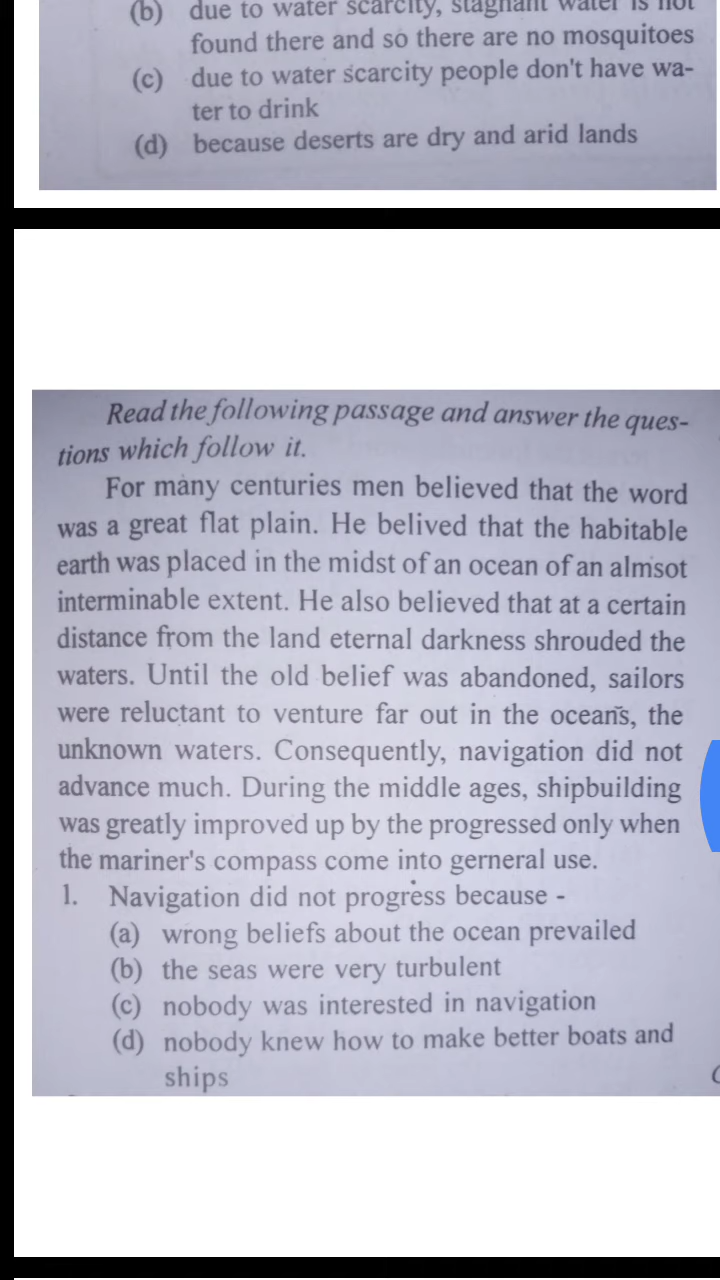 (b) due to water scarcity, stagnant water is not
found there and so there are no mosquitoes
(c) due to water scarcity people don't have wa-
ter to drink
(d) because deserts are dry and arid lands
Read the following passage and answer the ques-
tions which follow it.
For many centuries men believed that the word
was a great flat plain. He belived that the habitable
earth was placed in the midst of an ocean of an almsot
interminable extent. He also believed that at a certain
distance from the land eternal darkness shrouded the
waters. Until the old belief was abandoned, sailors
were reluctant to venture far out in the oceans, the
unknown waters. Consequently, navigation did not
advance much. During the middle ages, shipbuilding
was greatly improved up by the progressed only when
the mariner's compass come into gerneral use.
1. Navigation did not progress because -
(a) wrong beliefs about the ocean prevailed
(b) the seas were very turbulent
(c) nobody was interested in navigation
(d) nobody knew how to make better boats and
ships